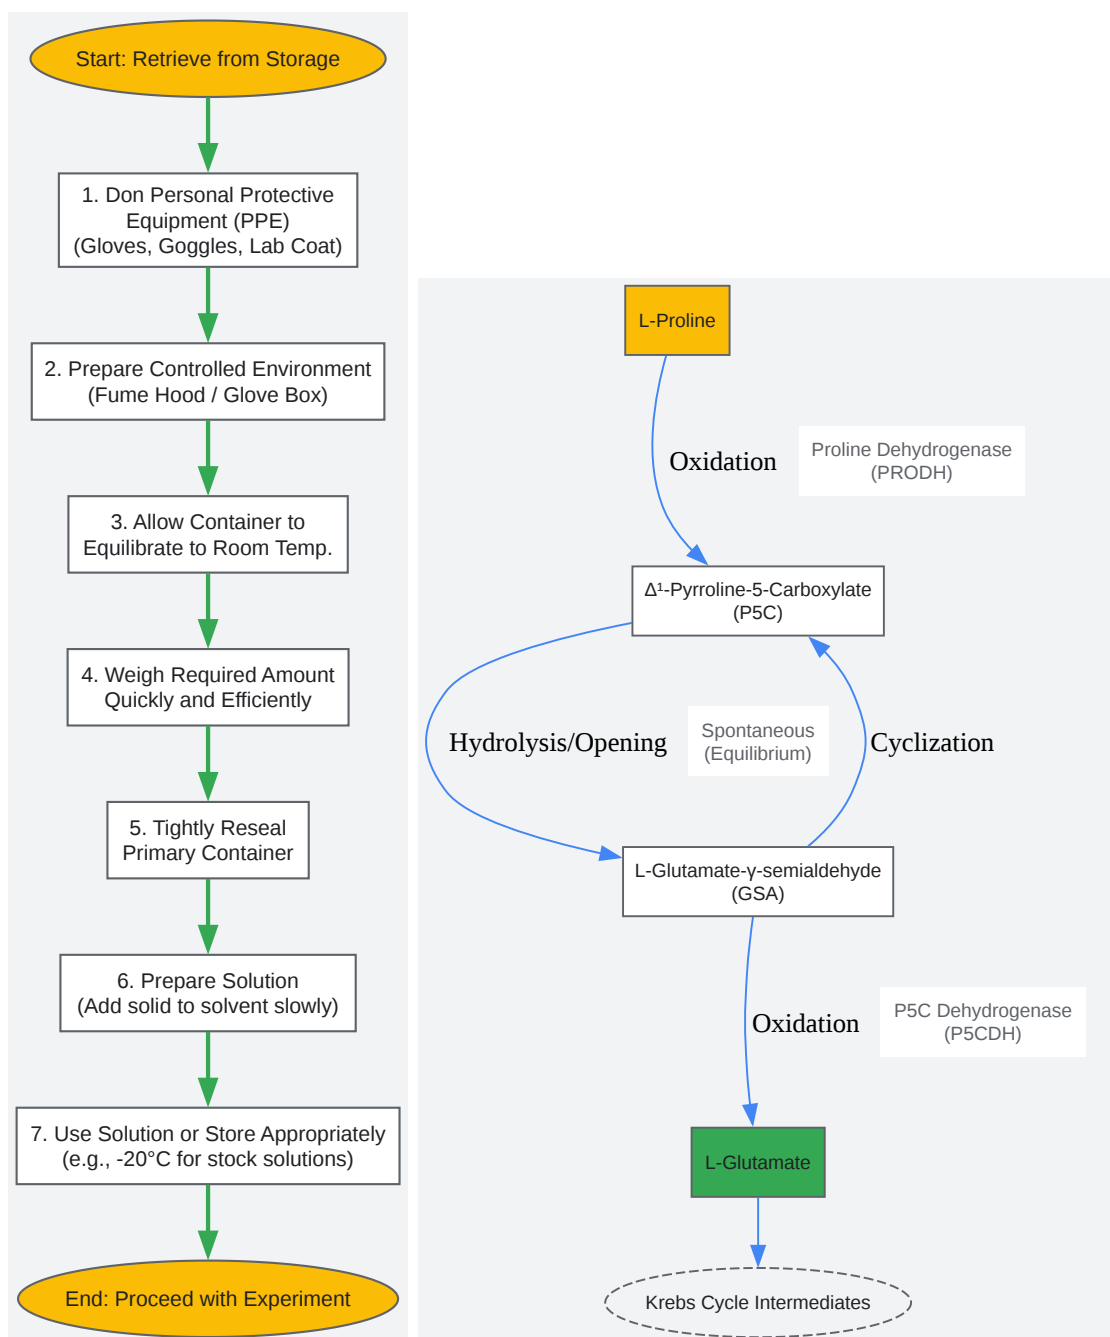 Start: Retrieve from Storage
1. Don Personal Protective
Equipment (PPE)
(Gloves, Goggles, Lab Coat)
2. Prepare Controlled Environment
(Fume Hood / Glove Box)
3. Allow Container to
Equilibrate to Room Temp.
4. Weigh Required Amount
Quickly and Efficiently
5. Tightly Reseal
Primary Container
6. Prepare Solution
(Add solid to solvent slowly)
7. Use Solution or Store Appropriately
(e.g., -20°C for stock solutions)
End: Proceed with Experiment
L-Proline
Oxidation
Proline Dehydrogenase
(PRODH)
Δ¹-Pyrroline-5-Carboxylate
(P5C)
Hydrolysis/Opening
Spontaneous
(Equilibrium)
Cyclization
L-Glutamate-γ-semialdehyde
(GSA)
Oxidation
P5C Dehydrogenase
(P5CDH)
L-Glutamate
Krebs Cycle Intermediates